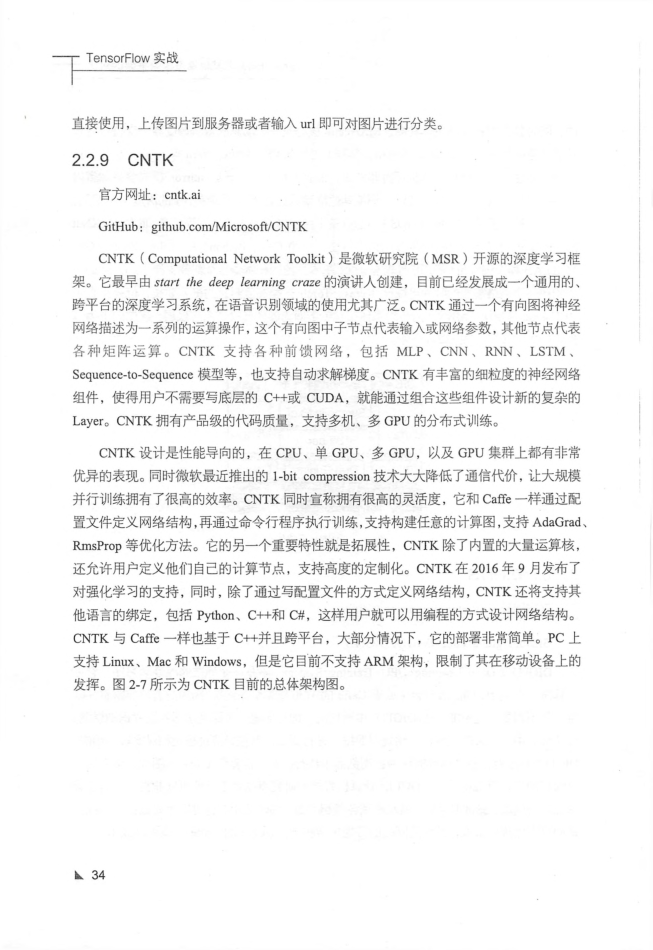 TensorFlow 实战
直接使用，上传图片到服务器或者输入 url 即可对图片进行分类。
2.2.9 CNTK
官方网址：cntk.ai
GitHub：github.com/Microsoft/CNTK
CNTK（Computational Network Toolkit）是微软研究院（MSR）开源的深度学习框
架。它最早由 start the deep learning craze 的演讲人创建，目前已经发展成一个通用的、
跨平台的深度学习系统，在语音识别领域的使用尤其广泛。CNTK 通过一个有向图将神经
网络描述为一系列的运算操作，这个有向图中子节点代表输入或网络参数，其他节点代表
各种矩阵运算。CNTK 支持各种前馈网络，包括 MLP、CNN、RNN、LSTM、
Sequence-to-Sequence 模型等，也支持自动求解梯度。CNTK 有丰富的细粒度的神经网络
组件，使得用户不需要写底层的 C++或 CUDA，就能通过组合这些组件设计新的复杂的
Layer。CNTK 拥有产品级的代码质量，支持多机、多 GPU 的分布式训练。
CNTK 设计是性能导向的，在 CPU、单 GPU、多 GPU，以及 GPU 集群上都有非常
优异的表现。同时微软最近推出的 1-bit compression 技术大大降低了通信代价，让大规模
并行训练拥有了很高的效率。CNTK 同时宣称拥有很高的灵活度，它和 Caffe 一样通过配
置文件定义网络结构，再通过命令行程序执行训练，支持构建任意的计算图，支持 AdaGrad、
RmsProp 等优化方法。它的另一个重要特性就是拓展性，CNTK 除了内置的大量运算核，
还允许用户定义他们自己的计算节点，支持高度的定制化。CNTK 在 2016 年 9 月发布了
对强化学习的支持，同时，除了通过写配置文件的方式定义网络结构，CNTK 还将支持其
他语言的绑定，包括 Python、C++和 C#，这样用户就可以用编程的方式设计网络结构。
CNTK 与 Caffe 一样也基于 C++并且跨平台，大部分情况下，它的部署非常简单。PC 上
支持 Linux、Mac 和 Windows，但是它目前不支持 ARM 架构，限制了其在移动设备上的
发挥。图 2-7 所示为 CNTK 目前的总体架构图。
34